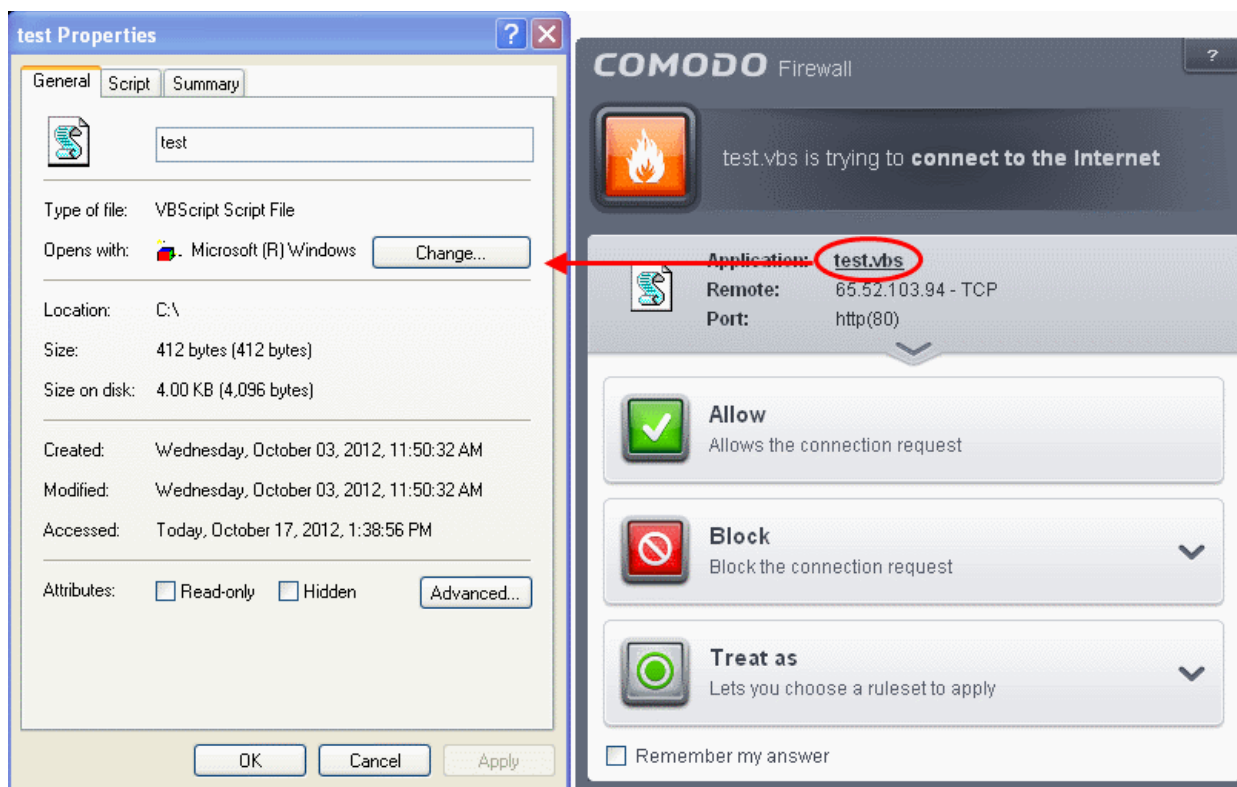 test Properties
General Script Summary
test
Type of file: VBScript Script File
Opens with: Microsoft (R) Windows Change...
Location: C:\
Size: 412 bytes (412 bytes)
Size on disk: 4.00 KB (4,096 bytes)
Created: Wednesday, October 03, 2012, 11:50:32 AM
Modified: Wednesday, October 03, 2012, 11:50:32 AM
Accessed: Today, October 17, 2012, 1:38:56 PM
Attributes: Read-only Hidden Advanced...
OK Cancel Apply
COMODO Firewall ?
test.vbs is trying to connect to the Internet
Application: test.vbs
Remote: 65.52.103.94 - TCP
Port: http(80)
Allow
Allows the connection request
Block
Block the connection request
Treat as
Lets you choose a ruleset to apply
Remember my answer